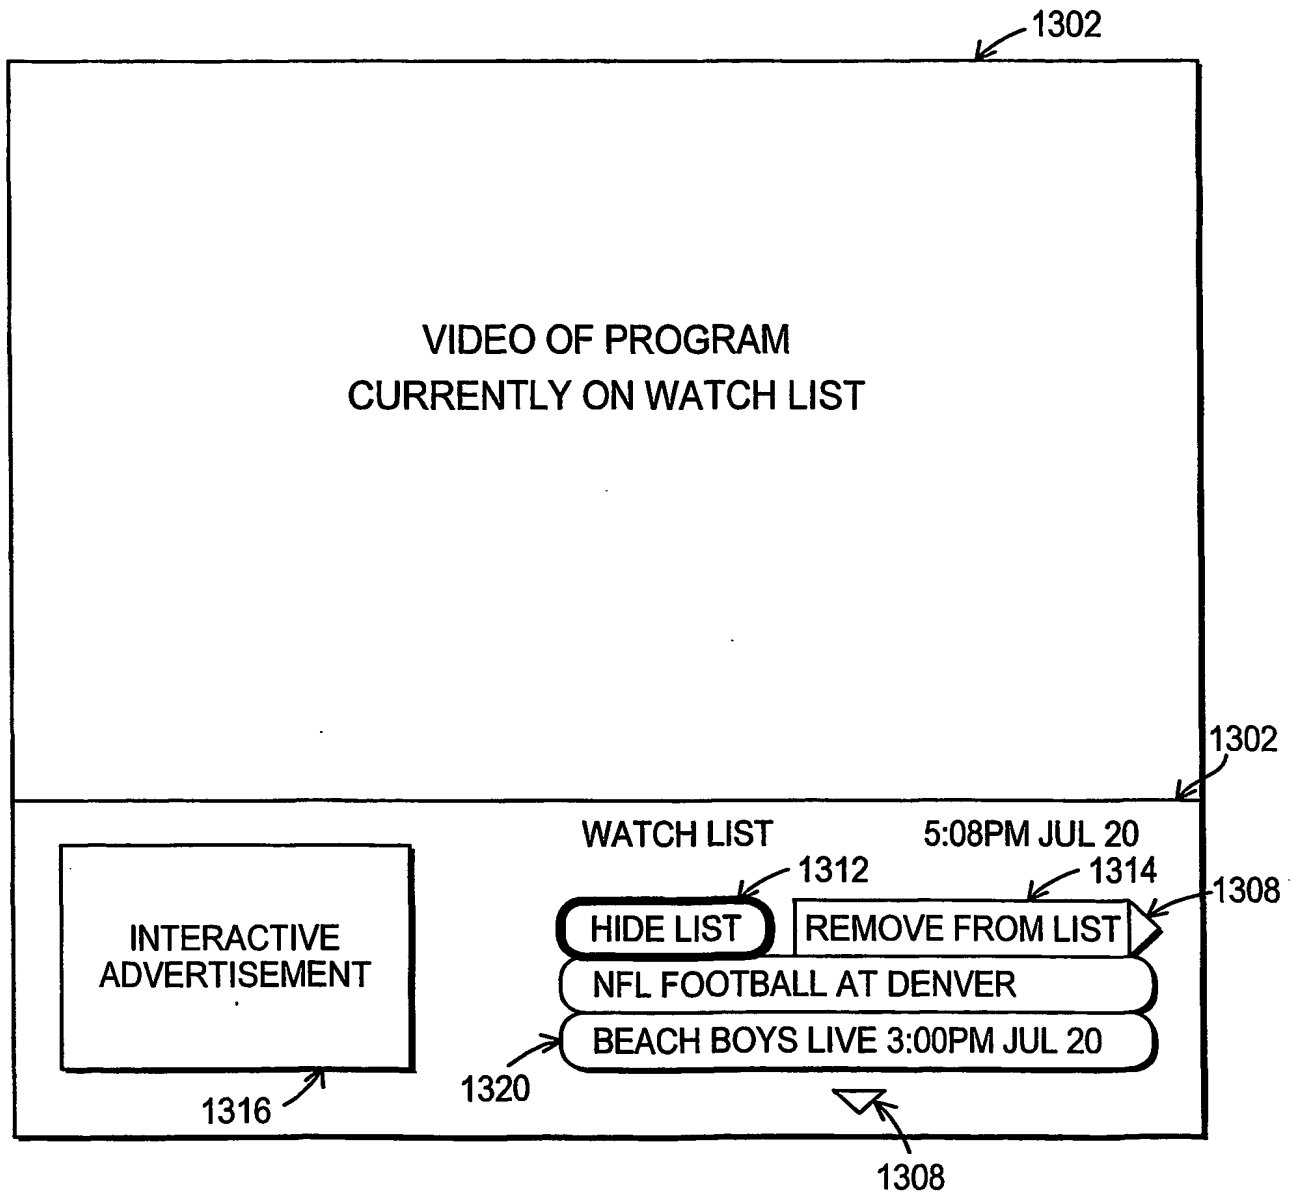 1302
VIDEO OF PROGRAM
CURRENTLY ON WATCH LIST
1302
WATCH LIST 5:08PM JUL 20
1312 1314 1308
HIDE LIST REMOVE FROM LIST
INTERACTIVE
ADVERTISEMENT
NFL FOOTBALL AT DENVER
BEACH BOYS LIVE 3:00PM JUL 20
1320
1316
1308